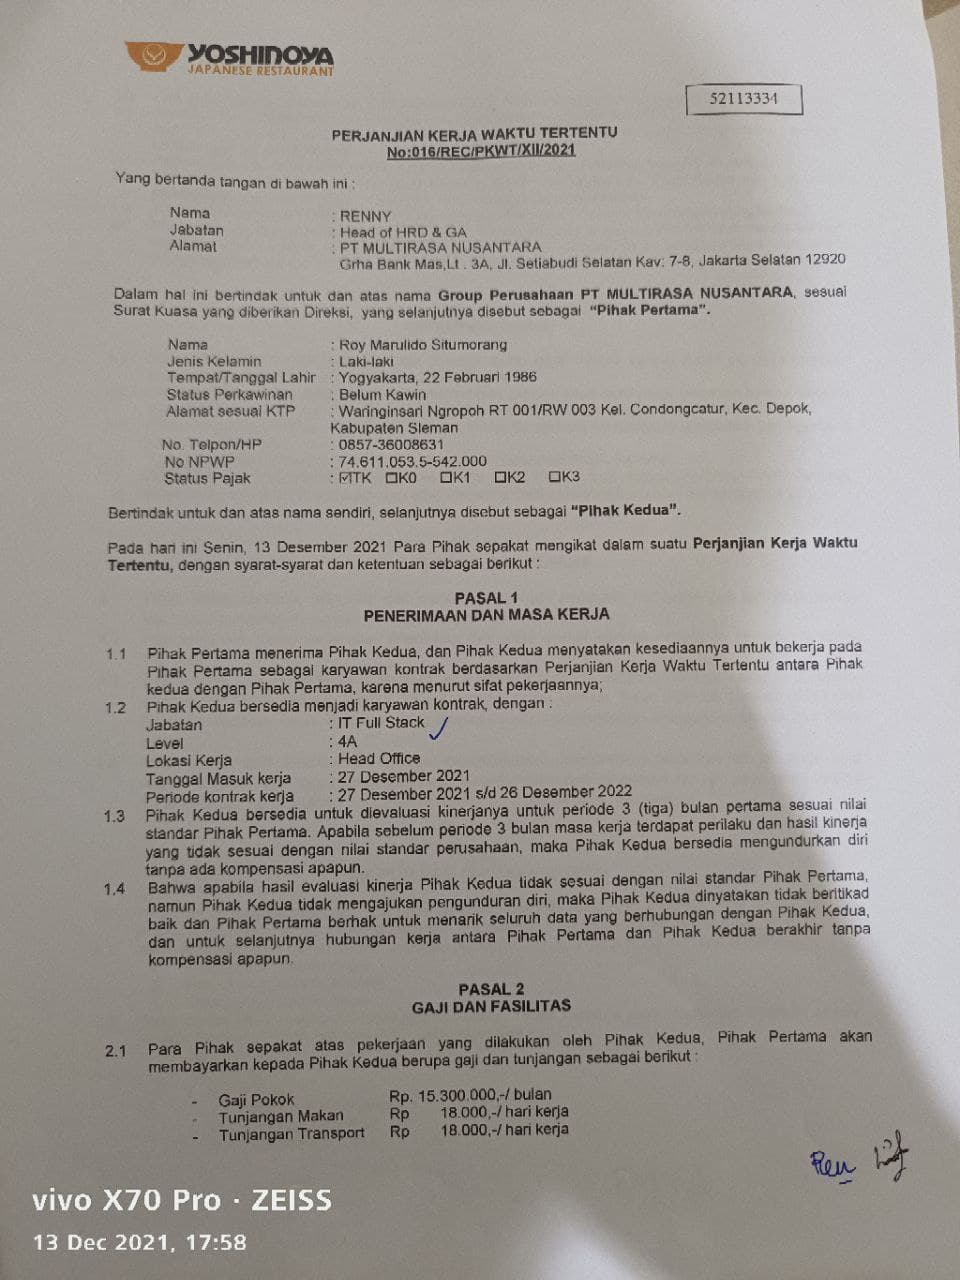 YOSHINOYA
JAPANESE RESTAURANT
52113334
PERJANJIAN KERJA WAKTU TERTENTU
No:016/REC/PKWT/XII/2021
Yang bertanda tangan di bawah ini :
Nama : RENNY
Jabatan : Head of HRD & GA
Alamat : PT MULTIRASA NUSANTARA
Grha Bank Mas,Lt . 3A, Jl. Setiabudi Selatan Kav: 7-8, Jakarta Selatan 12920
Dalam hal ini bertindak untuk dan atas nama Group Perusahaan PT MULTIRASA NUSANTARA, sesuai
Surat Kuasa yang diberikan Direksi, yang selanjutnya disebut sebagai “Pihak Pertama”.
Nama : Roy Marulido Situmorang
Jenis Kelamin : Laki-laki
Tempat/Tanggal Lahir : Yogyakarta, 22 Februari 1986
Status Perkawinan : Belum Kawin
Alamat sesuai KTP : Waringinsari Ngropoh RT 001/RW 003 Kel. Condongcatur, Kec. Depok,
Kabupaten Sleman
No. Telpon/HP : 0857-36008631
No NPWP : 74.611.053.5-542.000
Status Pajak : ☑TK ☐K0 ☐K1 ☐K2 ☐K3
Bertindak untuk dan atas nama sendiri, selanjutnya disebut sebagai “Pihak Kedua”.
Pada hari ini Senin, 13 Desember 2021 Para Pihak sepakat mengikat dalam suatu Perjanjian Kerja Waktu
Tertentu, dengan syarat-syarat dan ketentuan sebagai berikut :
PASAL 1
PENERIMAAN DAN MASA KERJA
1.1 Pihak Pertama menerima Pihak Kedua, dan Pihak Kedua menyatakan kesediaannya untuk bekerja pada
Pihak Pertama sebagai karyawan kontrak berdasarkan Perjanjian Kerja Waktu Tertentu antara Pihak
kedua dengan Pihak Pertama, karena menurut sifat pekerjaannya;
1.2 Pihak Kedua bersedia menjadi karyawan kontrak, dengan :
Jabatan : IT Full Stack
Level : 4A
Lokasi Kerja : Head Office
Tanggal Masuk kerja : 27 Desember 2021
Periode kontrak kerja : 27 Desember 2021 s/d 26 Desember 2022
1.3 Pihak Kedua bersedia untuk dievaluasi kinerjanya untuk periode 3 (tiga) bulan pertama sesuai nilai
standar Pihak Pertama. Apabila sebelum periode 3 bulan masa kerja terdapat perilaku dan hasil kinerja
yang tidak sesuai dengan nilai standar perusahaan, maka Pihak Kedua bersedia mengundurkan diri
tanpa ada kompensasi apapun.
1.4 Bahwa apabila hasil evaluasi kinerja Pihak Kedua tidak sesuai dengan nilai standar Pihak Pertama,
namun Pihak Kedua tidak mengajukan pengunduran diri, maka Pihak Kedua dinyatakan tidak beritikad
baik dan Pihak Pertama berhak untuk menarik seluruh data yang berhubungan dengan Pihak Kedua,
dan untuk selanjutnya hubungan kerja antara Pihak Pertama dan Pihak Kedua berakhir tanpa
kompensasi apapun.
PASAL 2
GAJI DAN FASILITAS
2.1 Para Pihak sepakat atas pekerjaan yang dilakukan oleh Pihak Kedua, Pihak Pertama akan
membayarkan kepada Pihak Kedua berupa gaji dan tunjangan sebagai berikut :
- Gaji Pokok Rp. 15.300.000,-/ bulan
- Tunjangan Makan Rp 18.000,-/ hari kerja
- Tunjangan Transport Rp 18.000,-/ hari kerja
vivo X70 Pro · ZEISS
13 Dec 2021, 17:58